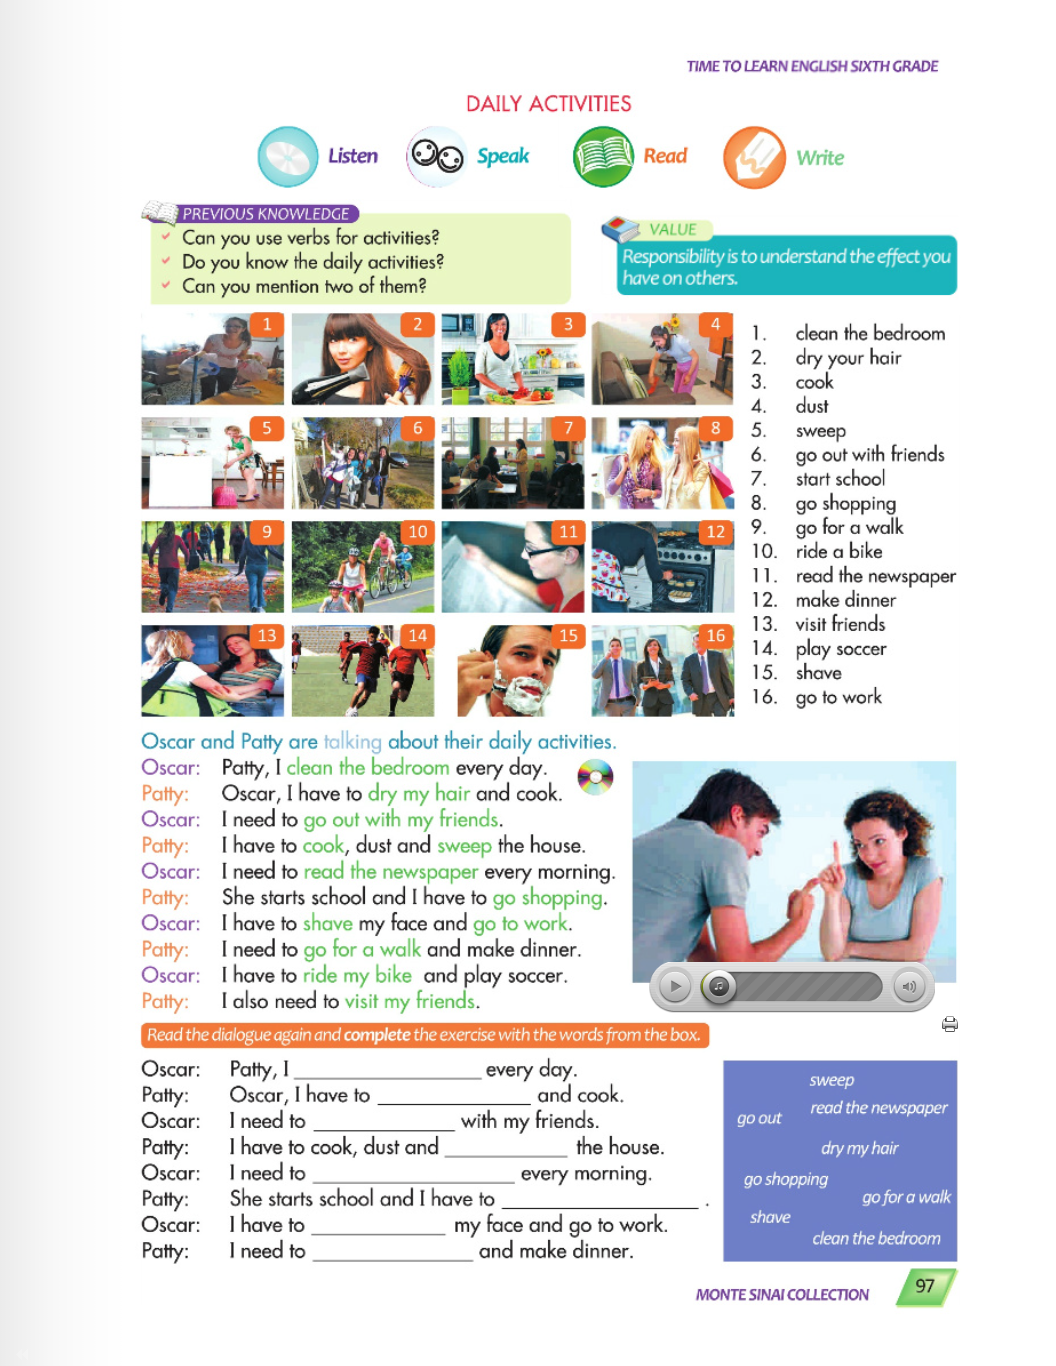 TIME TO LEARN ENGLISH SIXTH GRADE
DAILY ACTIVITIES
Listen
Speak
Read
Write
PREVIOUS KNOWLEDGE
Can you use verbs for activities?
Do you know the daily activities?
Can you mention two of them?
VALUE
Responsibility is to understand the effect you
have on others.
1
2
3
4
5
6
7
8
9
10
11
12
13
14
15
16
1. clean the bedroom
2. dry your hair
3. cook
4. dust
5. sweep
6. go out with friends
7. start school
8. go shopping
9. go for a walk
10. ride a bike
11. read the newspaper
12. make dinner
13. visit friends
14. play soccer
15. shave
16. go to work
Oscar and Patty are talking about their daily activities.
Oscar: Patty, I clean the bedroom every day.
Patty: Oscar, I have to dry my hair and cook.
Oscar: I need to go out with my friends.
Patty: I have to cook, dust and sweep the house.
Oscar: I need to read the newspaper every morning.
Patty: She starts school and I have to go shopping.
Oscar: I have to shave my face and go to work.
Patty: I need to go for a walk and make dinner.
Oscar: I have to ride my bike and play soccer.
Patty: I also need to visit my friends.
Read the dialogue again and complete the exercise with the words from the box.
Oscar: Patty, I ____________ every day.
Patty: Oscar, I have to ____________ and cook.
Oscar: I need to ____________ with my friends.
Patty: I have to cook, dust and ____________ the house.
Oscar: I need to ____________ every morning.
Patty: She starts school and I have to ____________ .
Oscar: I have to ____________ my face and go to work.
Patty: I need to ____________ and make dinner.
sweep
read the newspaper
go out
dry my hair
go shopping
go for a walk
shave
clean the bedroom
MONTE SINAI COLLECTION
97